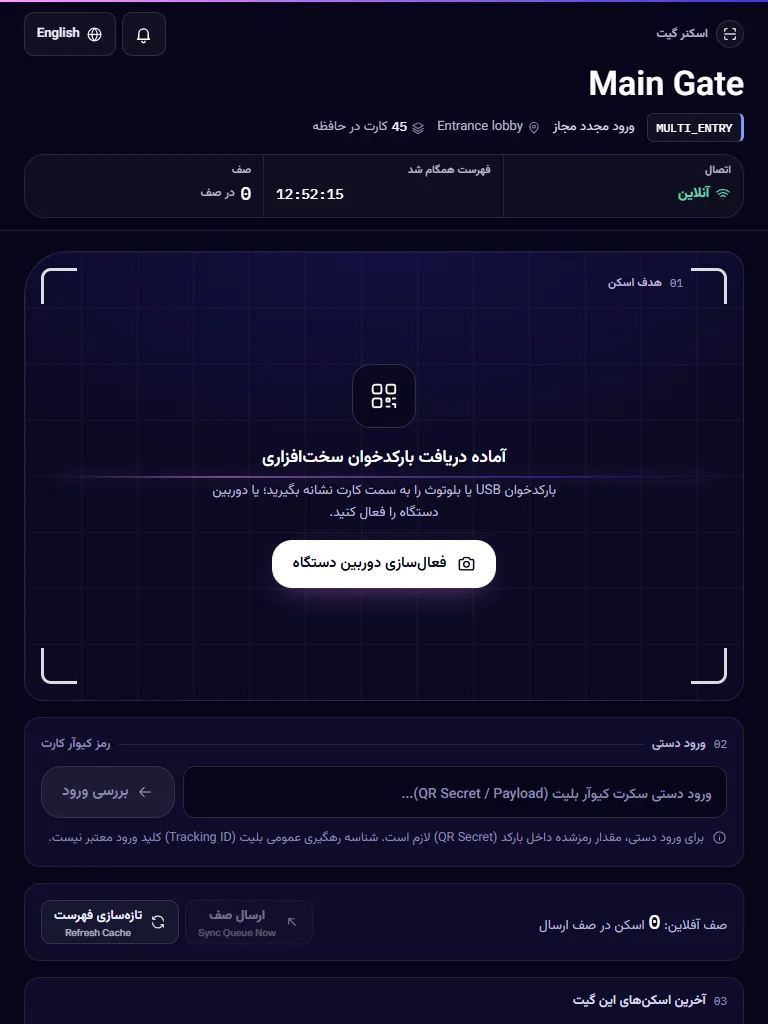 اسکنر گیت
English
Main Gate
MULTI_ENTRY
ورود مجدد مجاز
Entrance lobby
45 کارت در حافظه
اتصال
آنلاین
فهرست همگام شد
12:52:15
صف
0 در صف
01 هدف اسکن
آماده دریافت بارکدخوان سخت‌افزاری
بارکدخوان USB یا بلوتوث را به سمت کارت نشانه بگیرید؛ یا دوربین
دستگاه را فعال کنید.
فعال‌سازی دوربین دستگاه
02 ورود دستی
رمز کیوآر کارت
ورود دستی سکرت کیوآر بلیت (QR Secret / Payload)...
بررسی ورود
برای ورود دستی، مقدار رمزشده داخل بارکد (QR Secret) لازم است. شناسه رهگیری عمومی بلیت (Tracking ID) کلید ورود معتبر نیست.
صف آفلاین: 0 اسکن در صف ارسال
ارسال صف
Sync Queue Now
تازه‌سازی فهرست
Refresh Cache
03 آخرین اسکن‌های این گیت